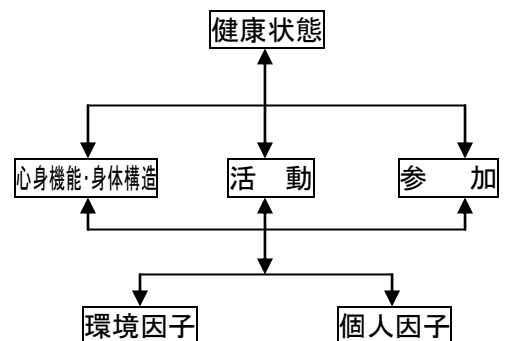 健康状態
心身機能・身体構造
活 動
参 加
環境因子
個人因子